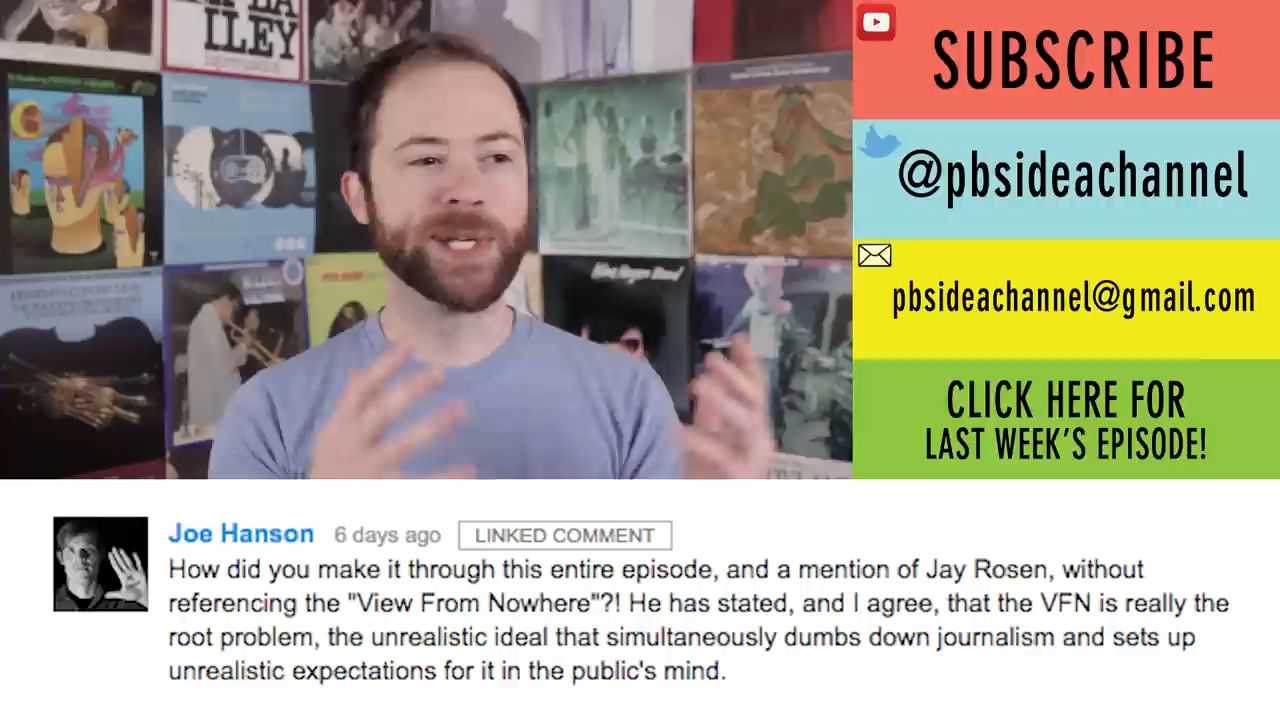 ILEY
SUBSCRIBE
@pbsideachannel
pbsideachannel@gmail.com
CLICK HERE FOR
LAST WEEK'S EPISODE!
Joe Hanson 6 days ago LINKED COMMENT
How did you make it through this entire episode, and a mention of Jay Rosen, without
referencing the "View From Nowhere"?! He has stated, and I agree, that the VFN is really the
root problem, the unrealistic ideal that simultaneously dumbs down journalism and sets up
unrealistic expectations for it in the public's mind.